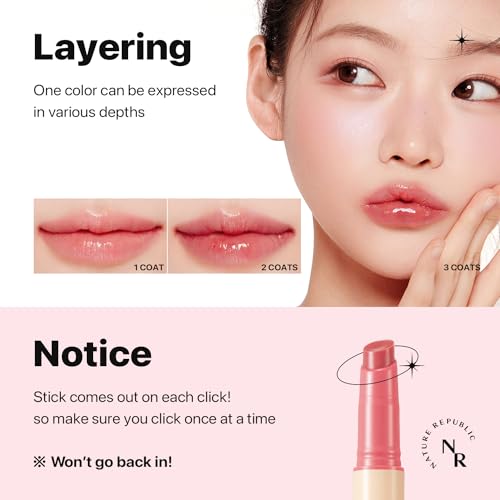 Layering
One color can be expressed
in various depths
1 COAT
2 COATS
3 COATS
Notice
Stick comes out on each click!
so make sure you click once at a time
※ Won't go back in!
NATURE REPUBLIC
NR